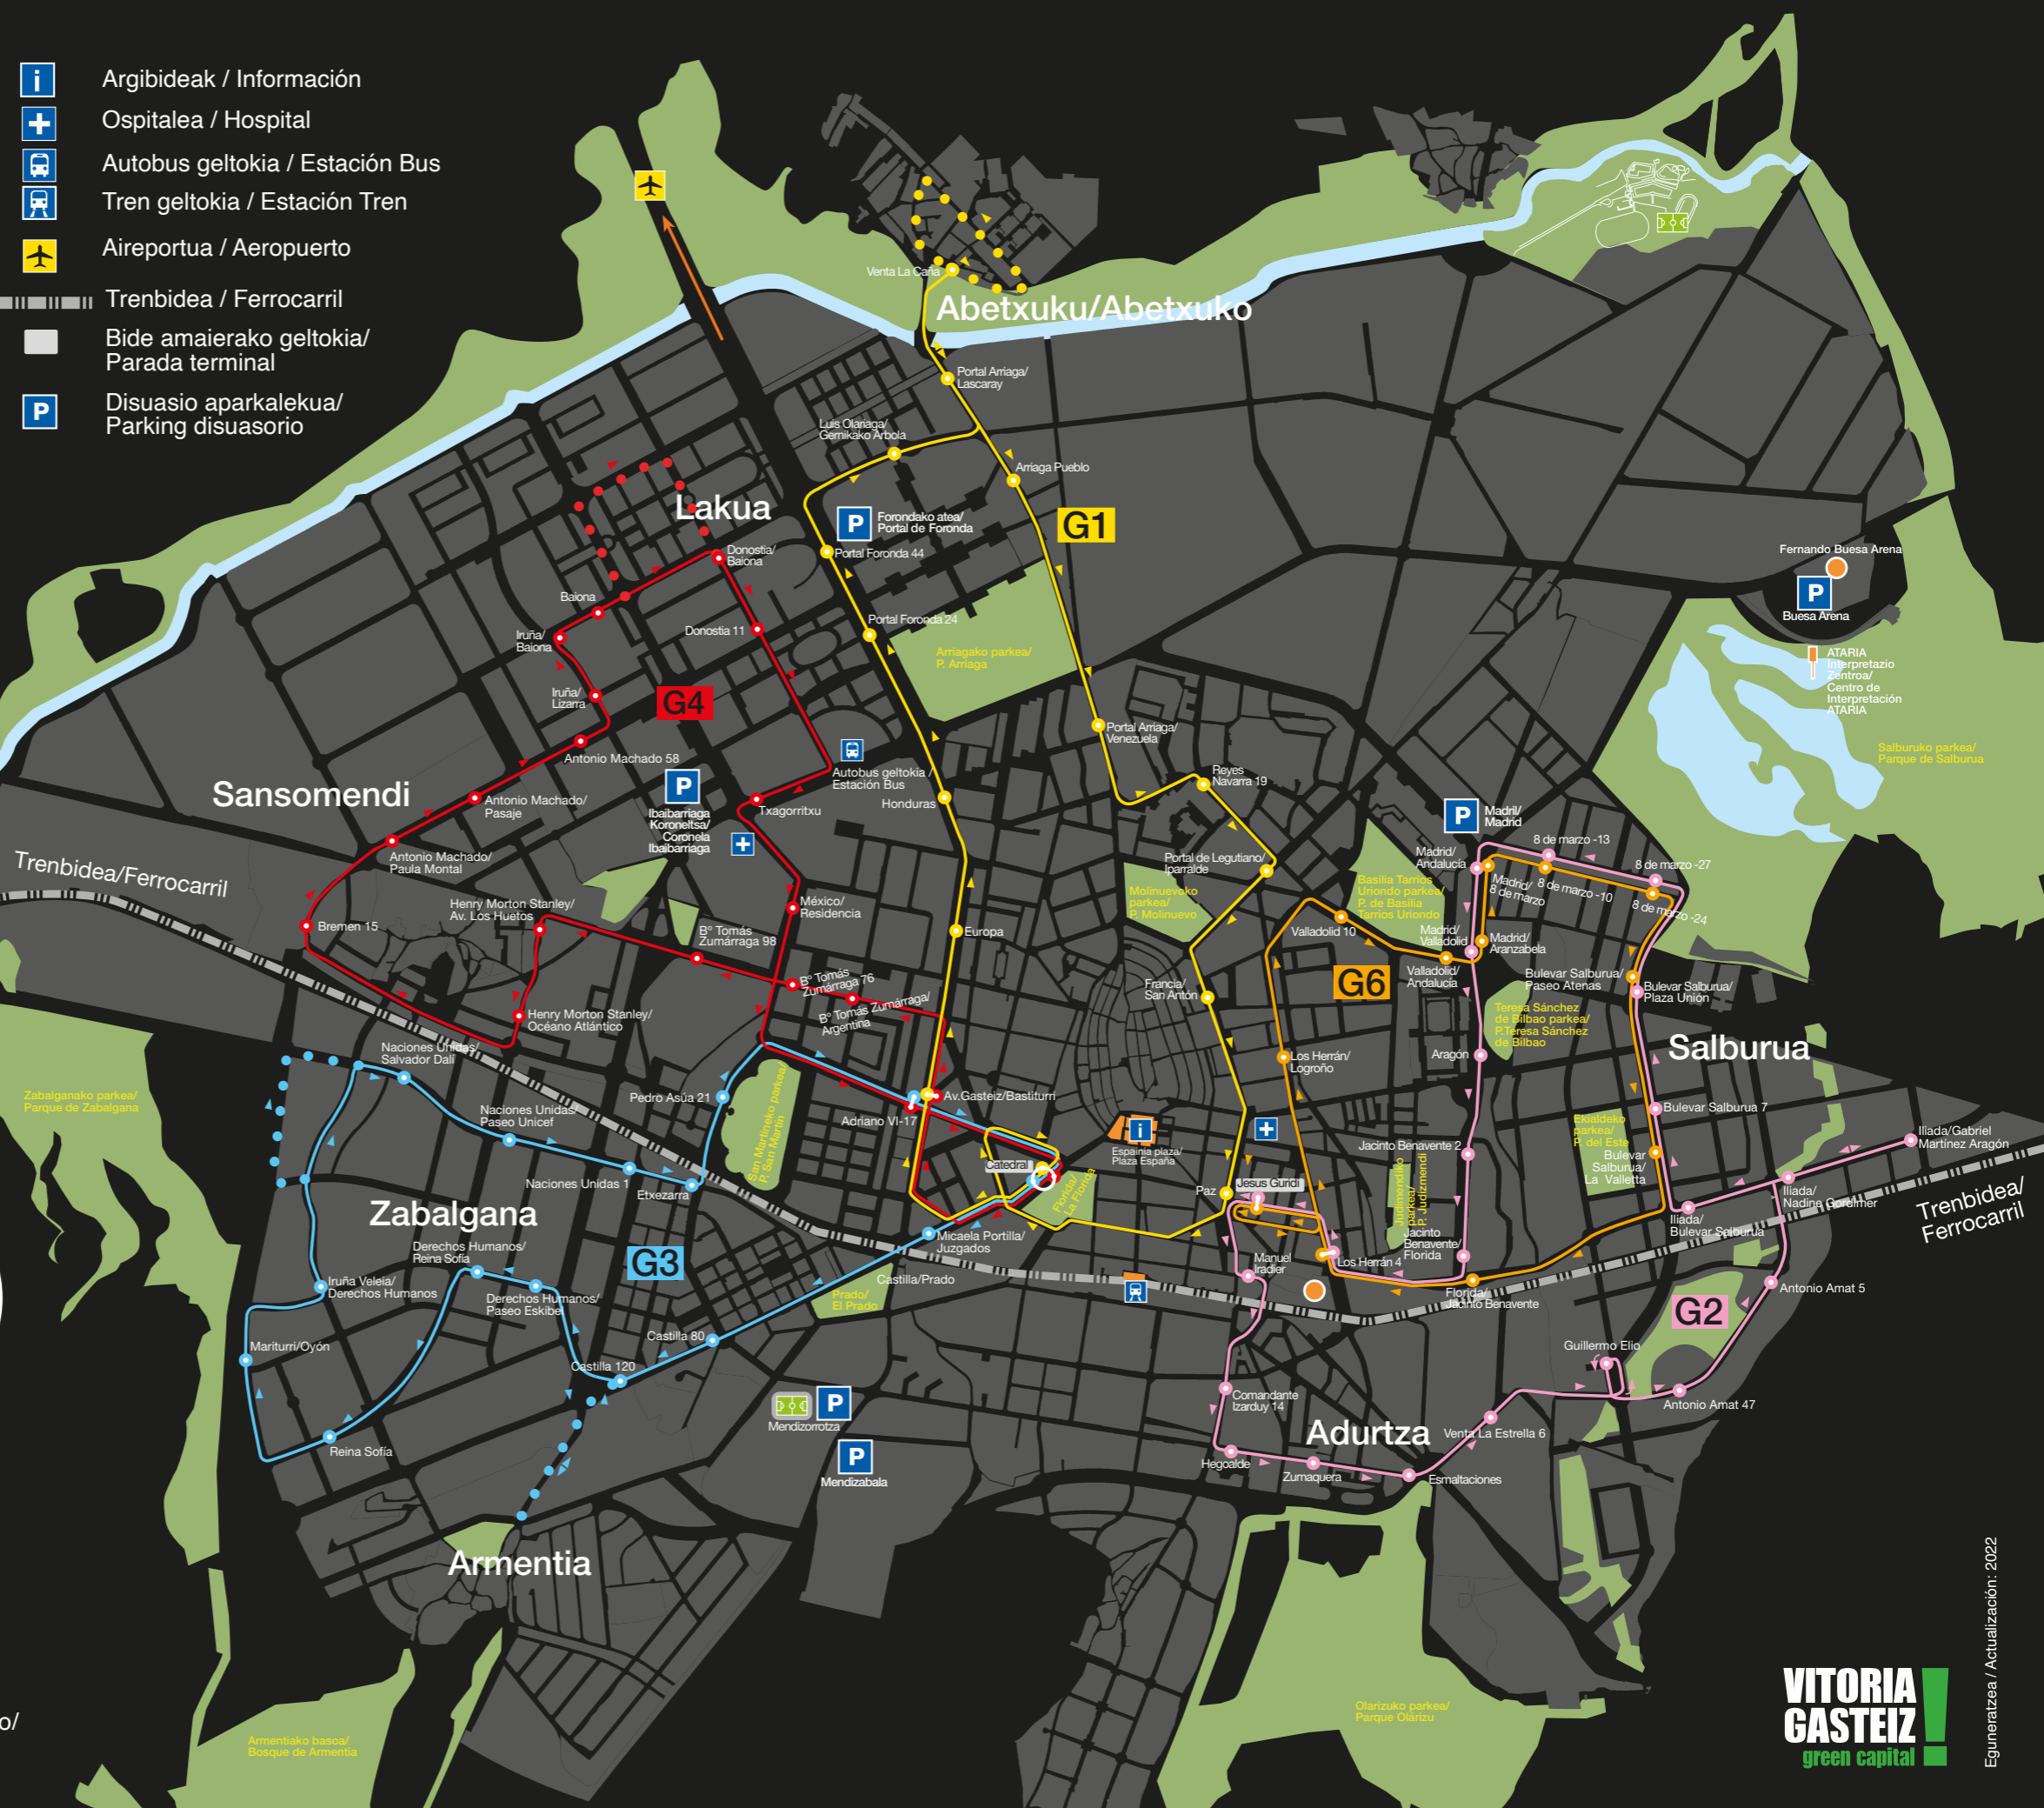 i
Argibideak / Información
Ospitalea / Hospital
Autobus geltokia / Estación Bus
Tren geltokia / Estación Tren
Aireportua / Aeropuerto
Trenbidea / Ferrocarril
Bide amaierako geltokia/
Parada terminal
P
Disuasio aparkalekua/
Parking disuasorio
Venta La Caña
Abetxuku/Abetxuko
Portal Arriaga/
Lascaray
Luis Olariaga/
Gernikako Arbola
Arriaga Pueblo
Lakua
P
Forondako atea/
Portal de Foronda
G1
Portal Foronda 44
Donostia/
Baiona
Baiona
Portal Foronda 24
Donostia 11
Iruña/
Baiona
Arriagako parkea/
P. Arriaga
Iruña/
Lizarra
G4
Fernando Buesa Arena
P
Buesa Arena
ATARIA
Interpretazio
Zentroa/
Centro de
Interpretación
ATARIA
Salburuko parkea/
Parque de Salburua
Portal Arriaga/
Venezuela
Antonio Machado 58
Autobus geltokia /
Estación Bus
Reyes
Navarra 19
Sansomendi
P
Ibaibarriaga
Koroneltsa/
Coronela
Ibaibarriaga
Antonio Machado/
Pasaje
Txagorritxu
Honduras
P
Madril/
Madrid
Antonio Machado/
Paula Montal
Trenbidea/Ferrocarril
Portal de Legutiano/
Iparralde
Madrid/
Andalucía
8 de marzo -13
8 de marzo -27
Madrid/
8 de marzo
8 de marzo -10
8 de marzo -24
Molinuevoko
parkea/
P. Molinuevo
Basilia Tarrios
Uriondo parkea/
P. de Basilia
Tarrios Uriondo
Henry Morton Stanley/
Av. Los Huetos
México/
Residencia
Bremen 15
Bº Tomás
Zumárraga 98
Europa
Valladolid 10
Madrid/
Valladolid
Madrid/
Aranzabela
Valladolid/
Andalucía
Bº Tomás
Zumárraga 76
Bº Tomás Zumárraga/
Argentina
Francia/
San Antón
G6
Bulevar Salburua/
Paseo Atenas
Bulevar Salburua/
Plaza Unión
Henry Morton Stanley/
Océano Atlántico
Teresa Sánchez
de Bilbao parkea/
P.Teresa Sánchez
de Bilbao
Salburua
Naciones Unidas/
Salvador Dalí
Los Herrán/
Logroño
Aragón
Zabalganako parkea/
Parque de Zabalgana
Pedro Asúa 21
San Martineko parkea/
P. San Martin
Av.Gasteiz/Bastiturri
Adriano VI-17
Naciones Unidas/
Paseo Unicef
i
Espainia plaza/
Plaza España
Bulevar Salburua 7
Ekialdeko
parkea/
P. del Este
Jacinto Benavente 2
Iliada/Gabriel
Martínez Aragón
Bulevar
Salburua/
La Valletta
Catedral
Naciones Unidas 1
Etxezarra
Florida/
La Florida
Paz
Jesus Guridi
Judimendiko
parkea/
P. Judizmendi
Iliada/
Nadine Gordimer
Iliada/
Bulevar Salburua
Trenbidea/
Ferrocarril
Zabalgana
Derechos Humanos/
Reina Sofía
G3
Micaela Portilla/
Juzgados
Castilla/Prado
Prado/
El Prado
Manuel
Iradier
Los Herrán 4
Jacinto
Benavente/
Florida
Florida/
Jacinto Benavente
Antonio Amat 5
Iruña Veleia/
Derechos Humanos
Derechos Humanos/
Paseo Eskibel
G2
Mariturri/Oyón
Castilla 80
Castilla 120
Guillermo Elio
Comandante
Izarduy 14
Antonio Amat 47
P
Mendizorrotza
Adurtza
Venta La Estrella 6
Reina Sofía
P
Mendizabala
Hegoalde
Zumaquera
Esmaltaciones
Armentia
Olarizuko parkea/
Parque Olárizu
o/
Armentiako basoa/
Bosque de Armentia
VITORIA
GASTEIZ
green capital
Eguneratzea / Actualización: 2022